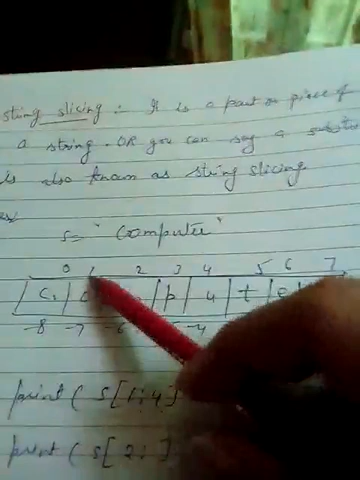 string slicing :- It is a part or piece of
a string. OR you can say a substri
is also known as string slicing
s= "Computer"
0 1 2 3 4 5 6 7
C p u t e
-8 -7 -6 -4
print ( s[1:4]
print ( s[2: